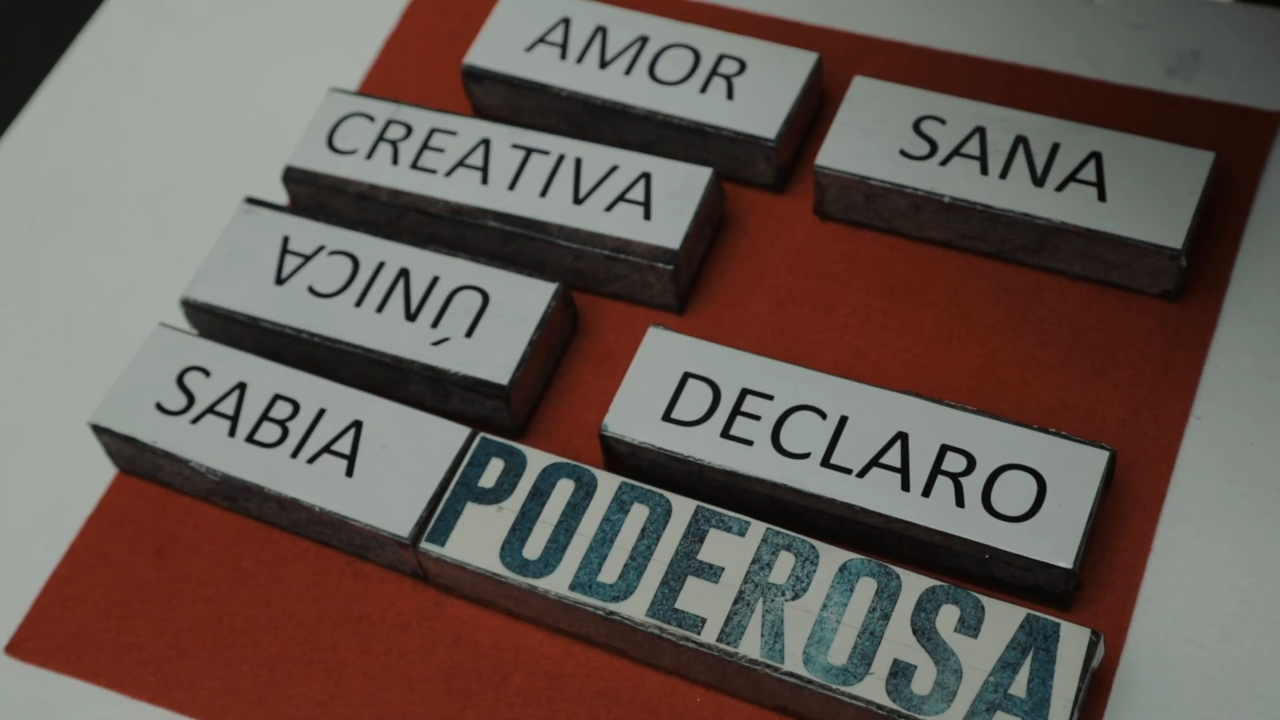 AMOR
SANA
CREATIVA
ÚNICA
DECLARO
SABIA
PODEROSA